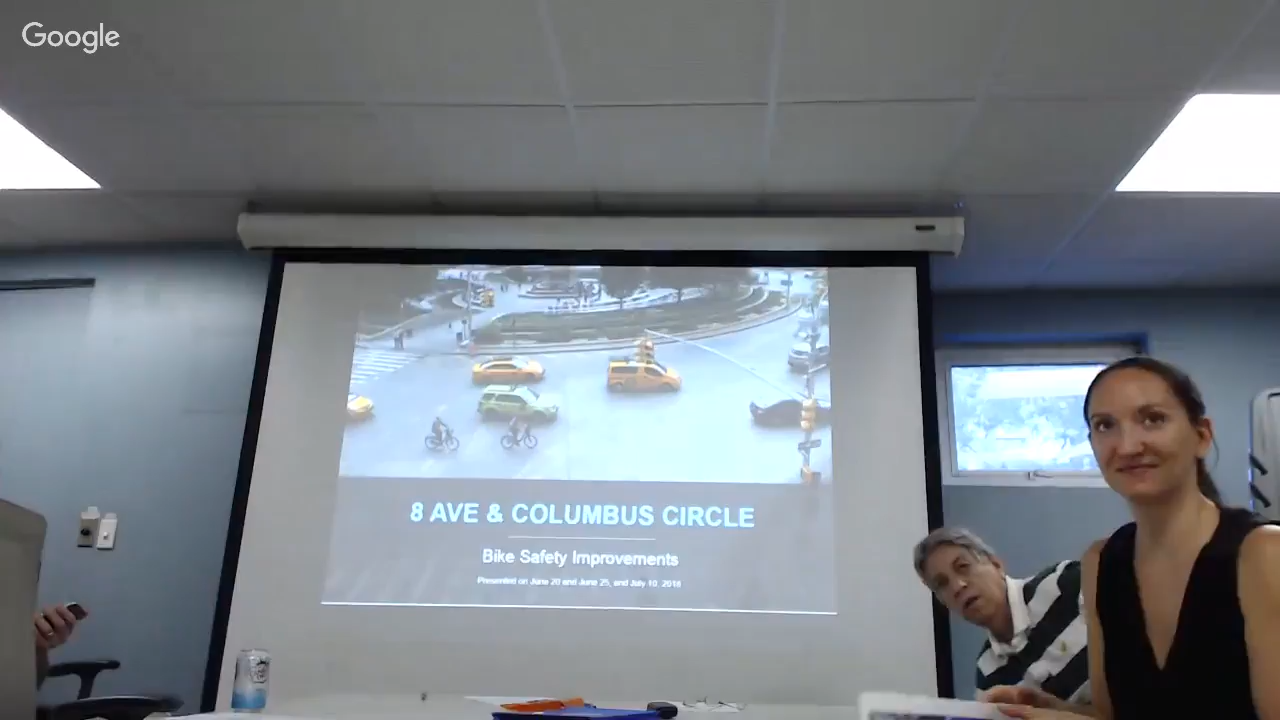 Google
8 AVE & COLUMBUS CIRCLE
Bike Safety Improvements
Presented on June 20 and June 25, and July 10, 2018